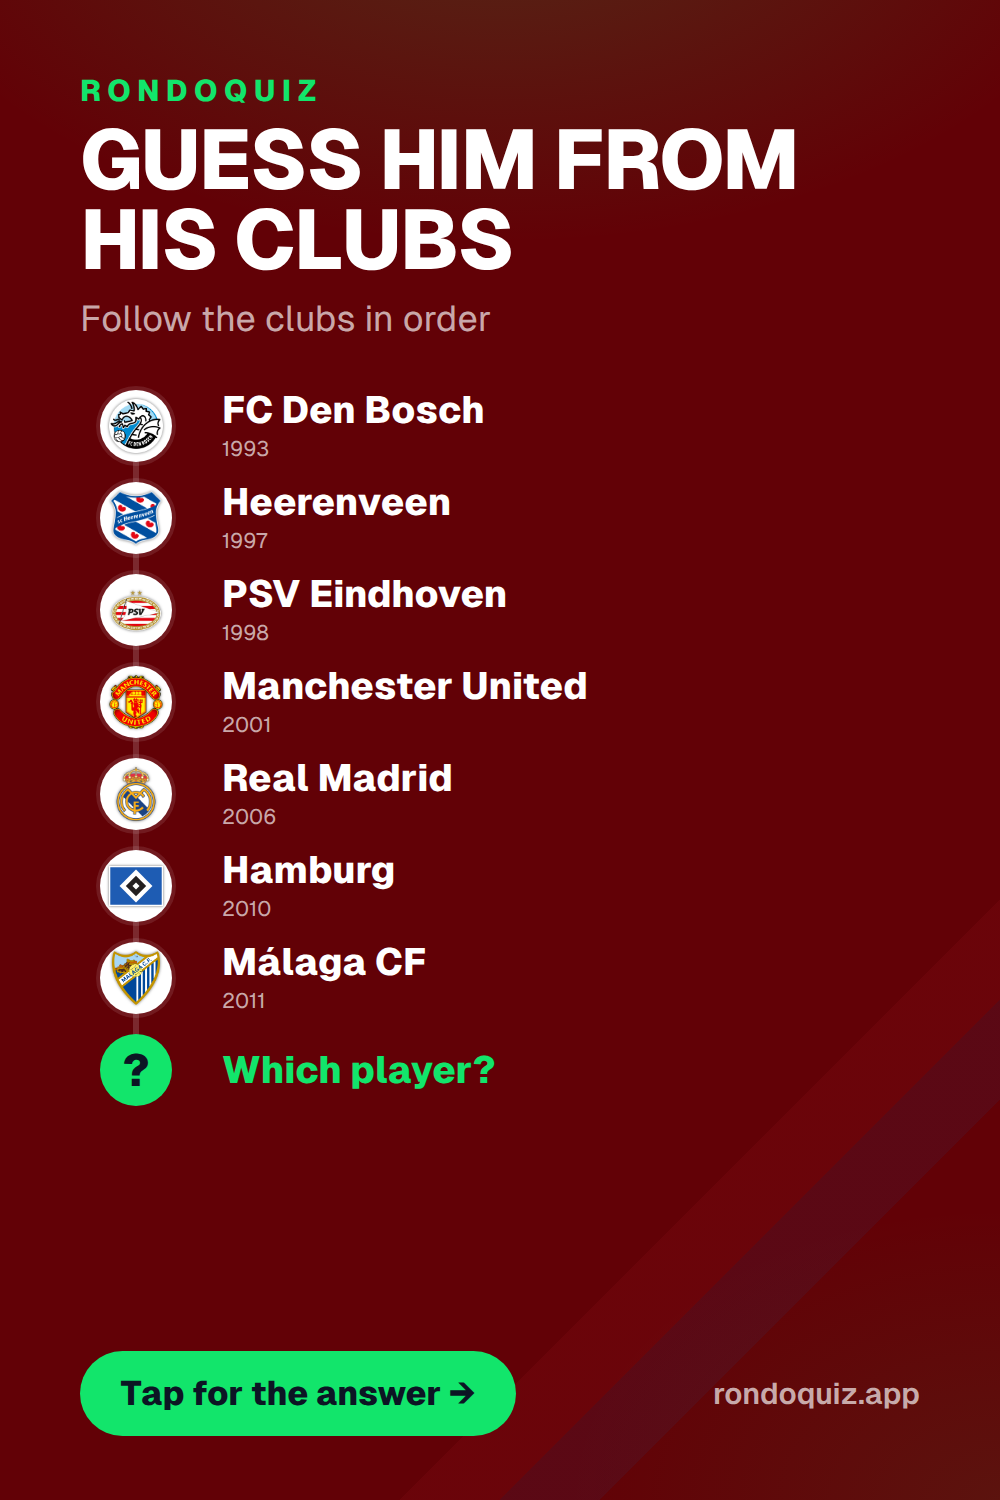 RONDOQUIZ
GUESS HIM FROM
HIS CLUBS
Follow the clubs in order
FC Den Bosch
1993
Heerenveen
1997
PSV Eindhoven
1998
Manchester United
2001
Real Madrid
2006
Hamburg
2010
Málaga CF
2011
?
Which player?
Tap for the answer →
rondoquiz.app